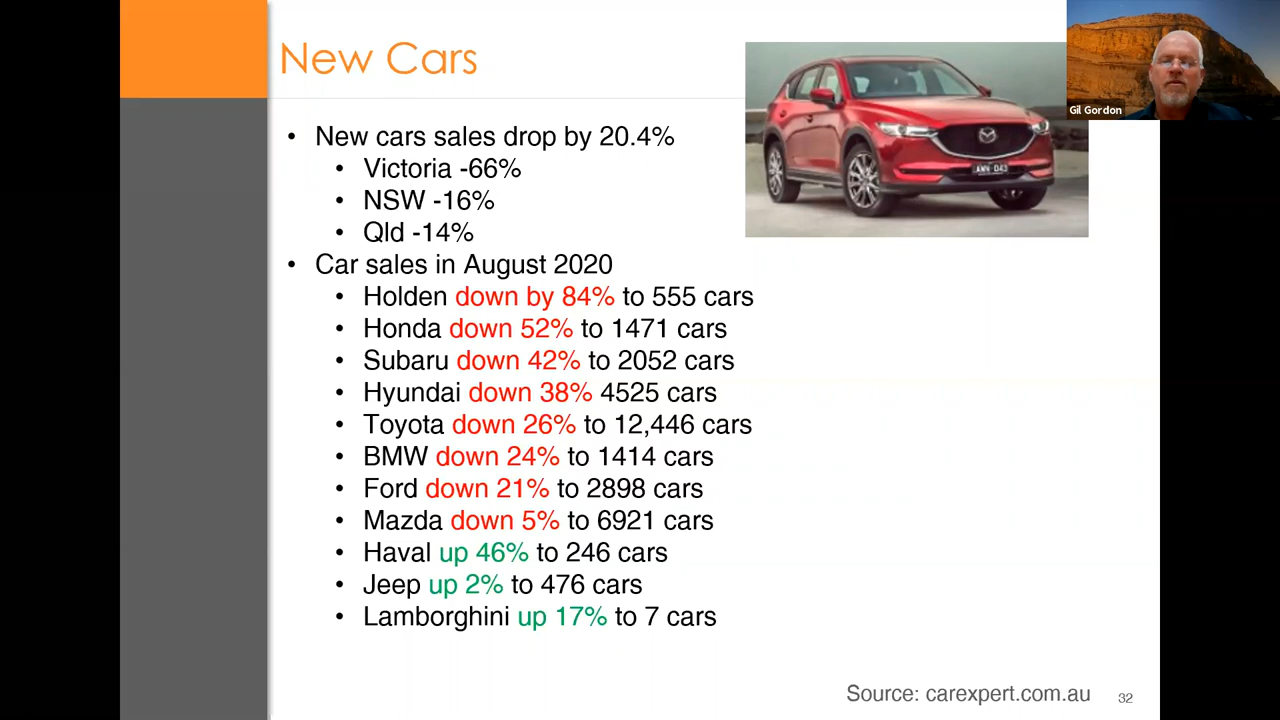 New Cars
Gil Gordon
• New cars sales drop by 20.4%
• Victoria -66%
• NSW -16%
• Qld -14%
• Car sales in August 2020
• Holden down by 84% to 555 cars
• Honda down 52% to 1471 cars
• Subaru down 42% to 2052 cars
• Hyundai down 38% 4525 cars
• Toyota down 26% to 12,446 cars
• BMW down 24% to 1414 cars
• Ford down 21% to 2898 cars
• Mazda down 5% to 6921 cars
• Haval up 46% to 246 cars
• Jeep up 2% to 476 cars
• Lamborghini up 17% to 7 cars
Source: carexpert.com.au
32